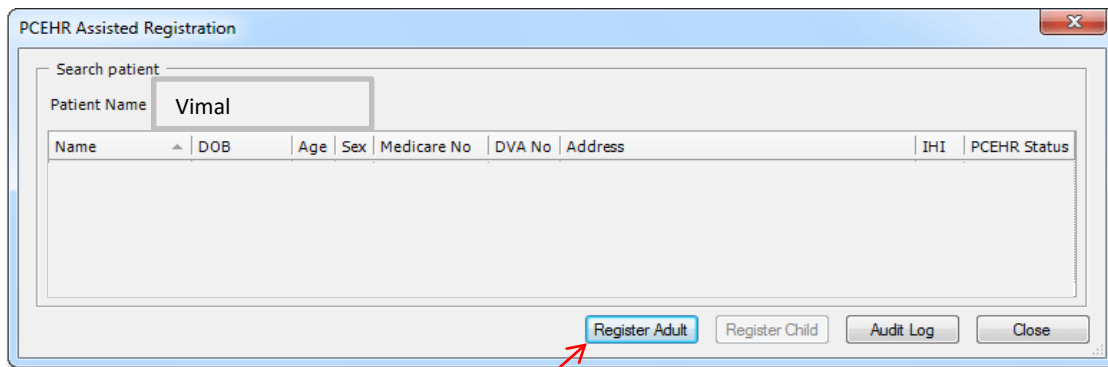 PCEHR Assisted Registration
Search patient
Patient Name Vimal
Name DOB Age Sex Medicare No DVA No Address IHI PCEHR Status
Register Adult Register Child Audit Log Close